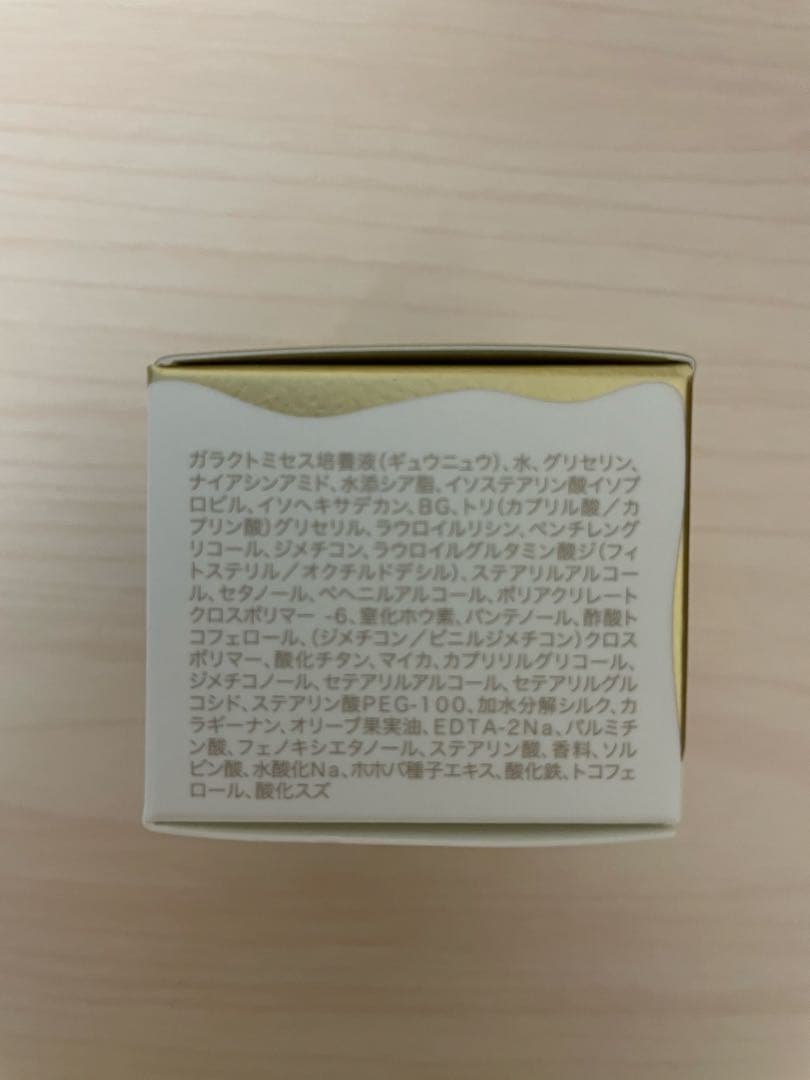 ガラクトミセス培養液(ギュウニュウ)、水、グリセリン、
ナイアシンアミド、水添シア脂、イソステアリン酸イソプ
ロピル、イソヘキサデカン、BG、トリ(カプリル酸/カ
プリン酸)グリセリル、ラウロイルリシン、ペンチレング
リコール、ジメチコン、ラウロイルグルタミン酸ジ(フィ
トステリル/オクチルドデシル)、ステアリルアルコー
ル、セタノール、ベヘニルアルコール、ポリアクリレート
クロスポリマー -6、窒化ホウ素、パンテノール、酢酸ト
コフェロール、(ジメチコン/ビニルジメチコン)クロス
ポリマー、酸化チタン、マイカ、カプリリルグリコール、
ジメチコノール、セテアリルアルコール、セテアリルグル
コシド、ステアリン酸PEG-100、加水分解シルク、カ
ラギーナン、オリーブ果実油、EDTA-2Na、パルミチ
ン酸、フェノキシエタノール、ステアリン酸、香料、ソル
ビン酸、水酸化Na、ホホバ種子エキス、酸化鉄、トコフェ
ロール、酸化スズ